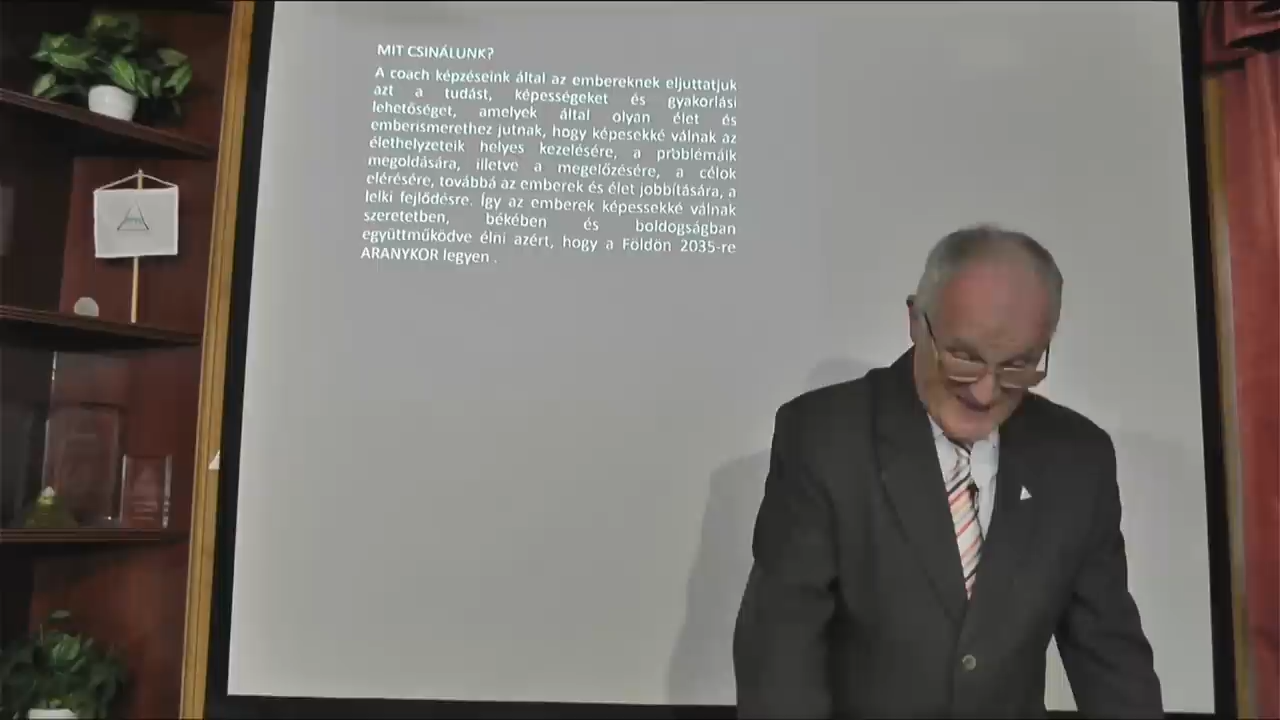 MIT CSINÁLUNK?
A coach képzéseink által az embereknek eljuttatjuk
azt a tudást, képességeket és gyakorlási
lehetőséget, amelyek által olyan élet és
emberismerethez jutnak, hogy képesekké válnak az
élethelyzeteik helyes kezelésére, a problémáik
megoldására, illetve a megelőzésére, a célok
elérésére, továbbá az emberek és élet jobbítására, a
lelki fejlődésre. Így az emberek képessekké válnak
szeretetben, békében és boldogságban
együttműködve élni azért, hogy a Földön 2035-re
ARANYKOR legyen .